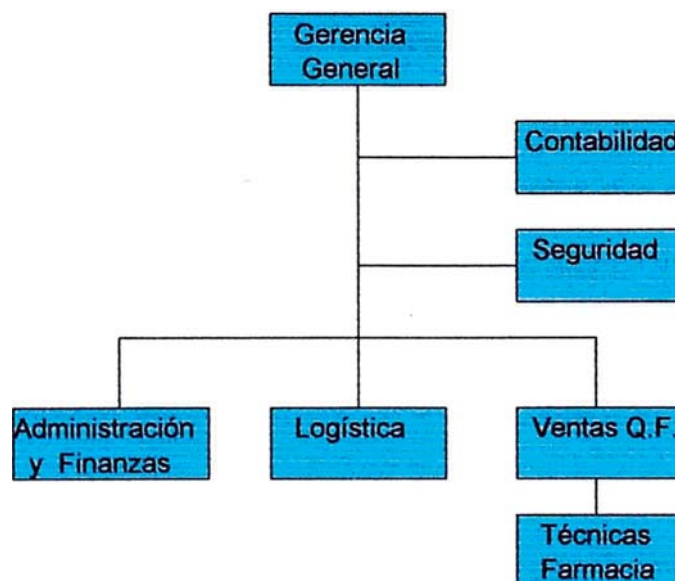 Gerencia
General
Contabilidad
Seguridad
Administración
y Finanzas
Logística
Ventas Q.F.
Técnicas
Farmacia